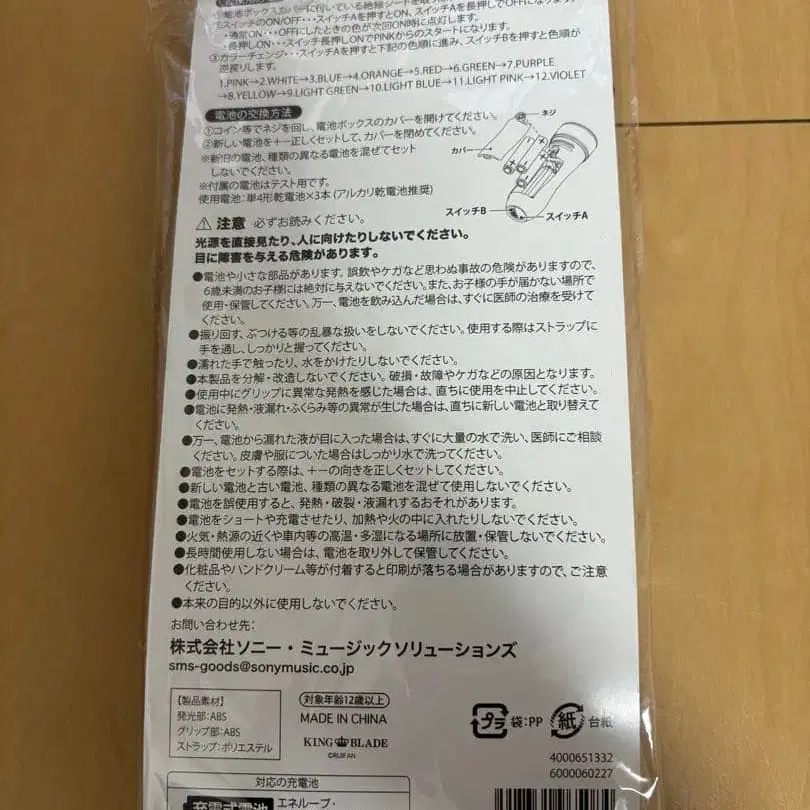 ①電池ボックスカバーに付いている絶縁シートを取り
②スイッチのON/OFF・・・スイッチAを押すとON、スイッチAを長押しでOFFになります。
・通常ON・・・OFFにしたときの色が次回ON時に点灯します。
・長押しON・・・スイッチ長押しONでPINKからのスタートになります。
③カラーチェンジ・・・スイッチAを押すと下記の色順に進み、スイッチBを押すと色順が
逆戻りします。
1.PINK→2.WHITE→3.BLUE→4.ORANGE→5.RED→6.GREEN→7.PURPLE
→8.YELLOW→9.LIGHT GREEN→10.LIGHT BLUE→11.LIGHT PINK→12.VIOLET
電池の交換方法
①コイン等でネジを回し、電池ボックスのカバーを開けてください。
②新しい電池を+-正しくセットして、カバーを閉めてください。
※新旧の電池、種類の異なる電池を混ぜてセット
しないでください。
※付属の電池はテスト用です。
使用電池:単4形乾電池×3本(アルカリ乾電池推奨)
ネジ
カバー
スイッチB
スイッチA
注意 必ずお読みください。
光源を直接見たり、人に向けたりしないでください。
目に障害を与える危険があります。
●電池や小さな部品があります。誤飲やケガなど思わぬ事故の危険がありますので、
6歳未満のお子様には絶対に与えないでください。また、お子様の手が届かない場所で
使用・保管してください。万一、電池を飲み込んだ場合は、すぐに医師の治療を受けて
ください。
●振り回す、ぶつける等の乱暴な扱いをしないでください。使用する際はストラップに
手を通し、しっかりと握ってください。
●濡れた手で触ったり、水をかけたりしないでください。
●本製品を分解・改造しないでください。破損・故障やケガなどの原因となります。
●使用中にグリップに異常な発熱を感じた場合は、直ちに使用を中止してください。
●電池に発熱・液漏れ・ふくらみ等の異常が生じた場合は、直ちに新しい電池と取り替えて
ください。
●万一、電池から漏れた液が目に入った場合は、すぐに大量の水で洗い、医師にご相談
ください。皮膚や服についた場合はしっかり水で洗ってください。
●電池をセットする際は、+-の向きを正しくセットしてください。
●新しい電池と古い電池、種類の異なる電池を混ぜて使用しないでください。
●電池を誤使用すると、発熱・破裂・液漏れするおそれがあります。
●電池をショートや充電させたり、加熱や火の中に入れたりしないでください。
●火気・熱源の近くや車内等の高温・多湿になる場所に放置・保管しないでください。
●長時間使用しない場合は、電池を取り外して保管してください。
●化粧品やハンドクリーム等が付着すると印刷が落ちる場合がありますので、ご注意
ください。
●本来の目的以外に使用しないでください。
お問い合わせ先:
株式会社ソニー・ミュージックソリューションズ
sms-goods@sonymusic.co.jp
【製品素材】
発光部:ABS
グリップ部:ABS
ストラップ:ポリエステル
対象年齢12歳以上
MADE IN CHINA
KING BLADE
©RIJFAN
プラ 袋:PP 紙 台紙
4000651332
6000060227
対応の充電池
充電式電池
エネループ・